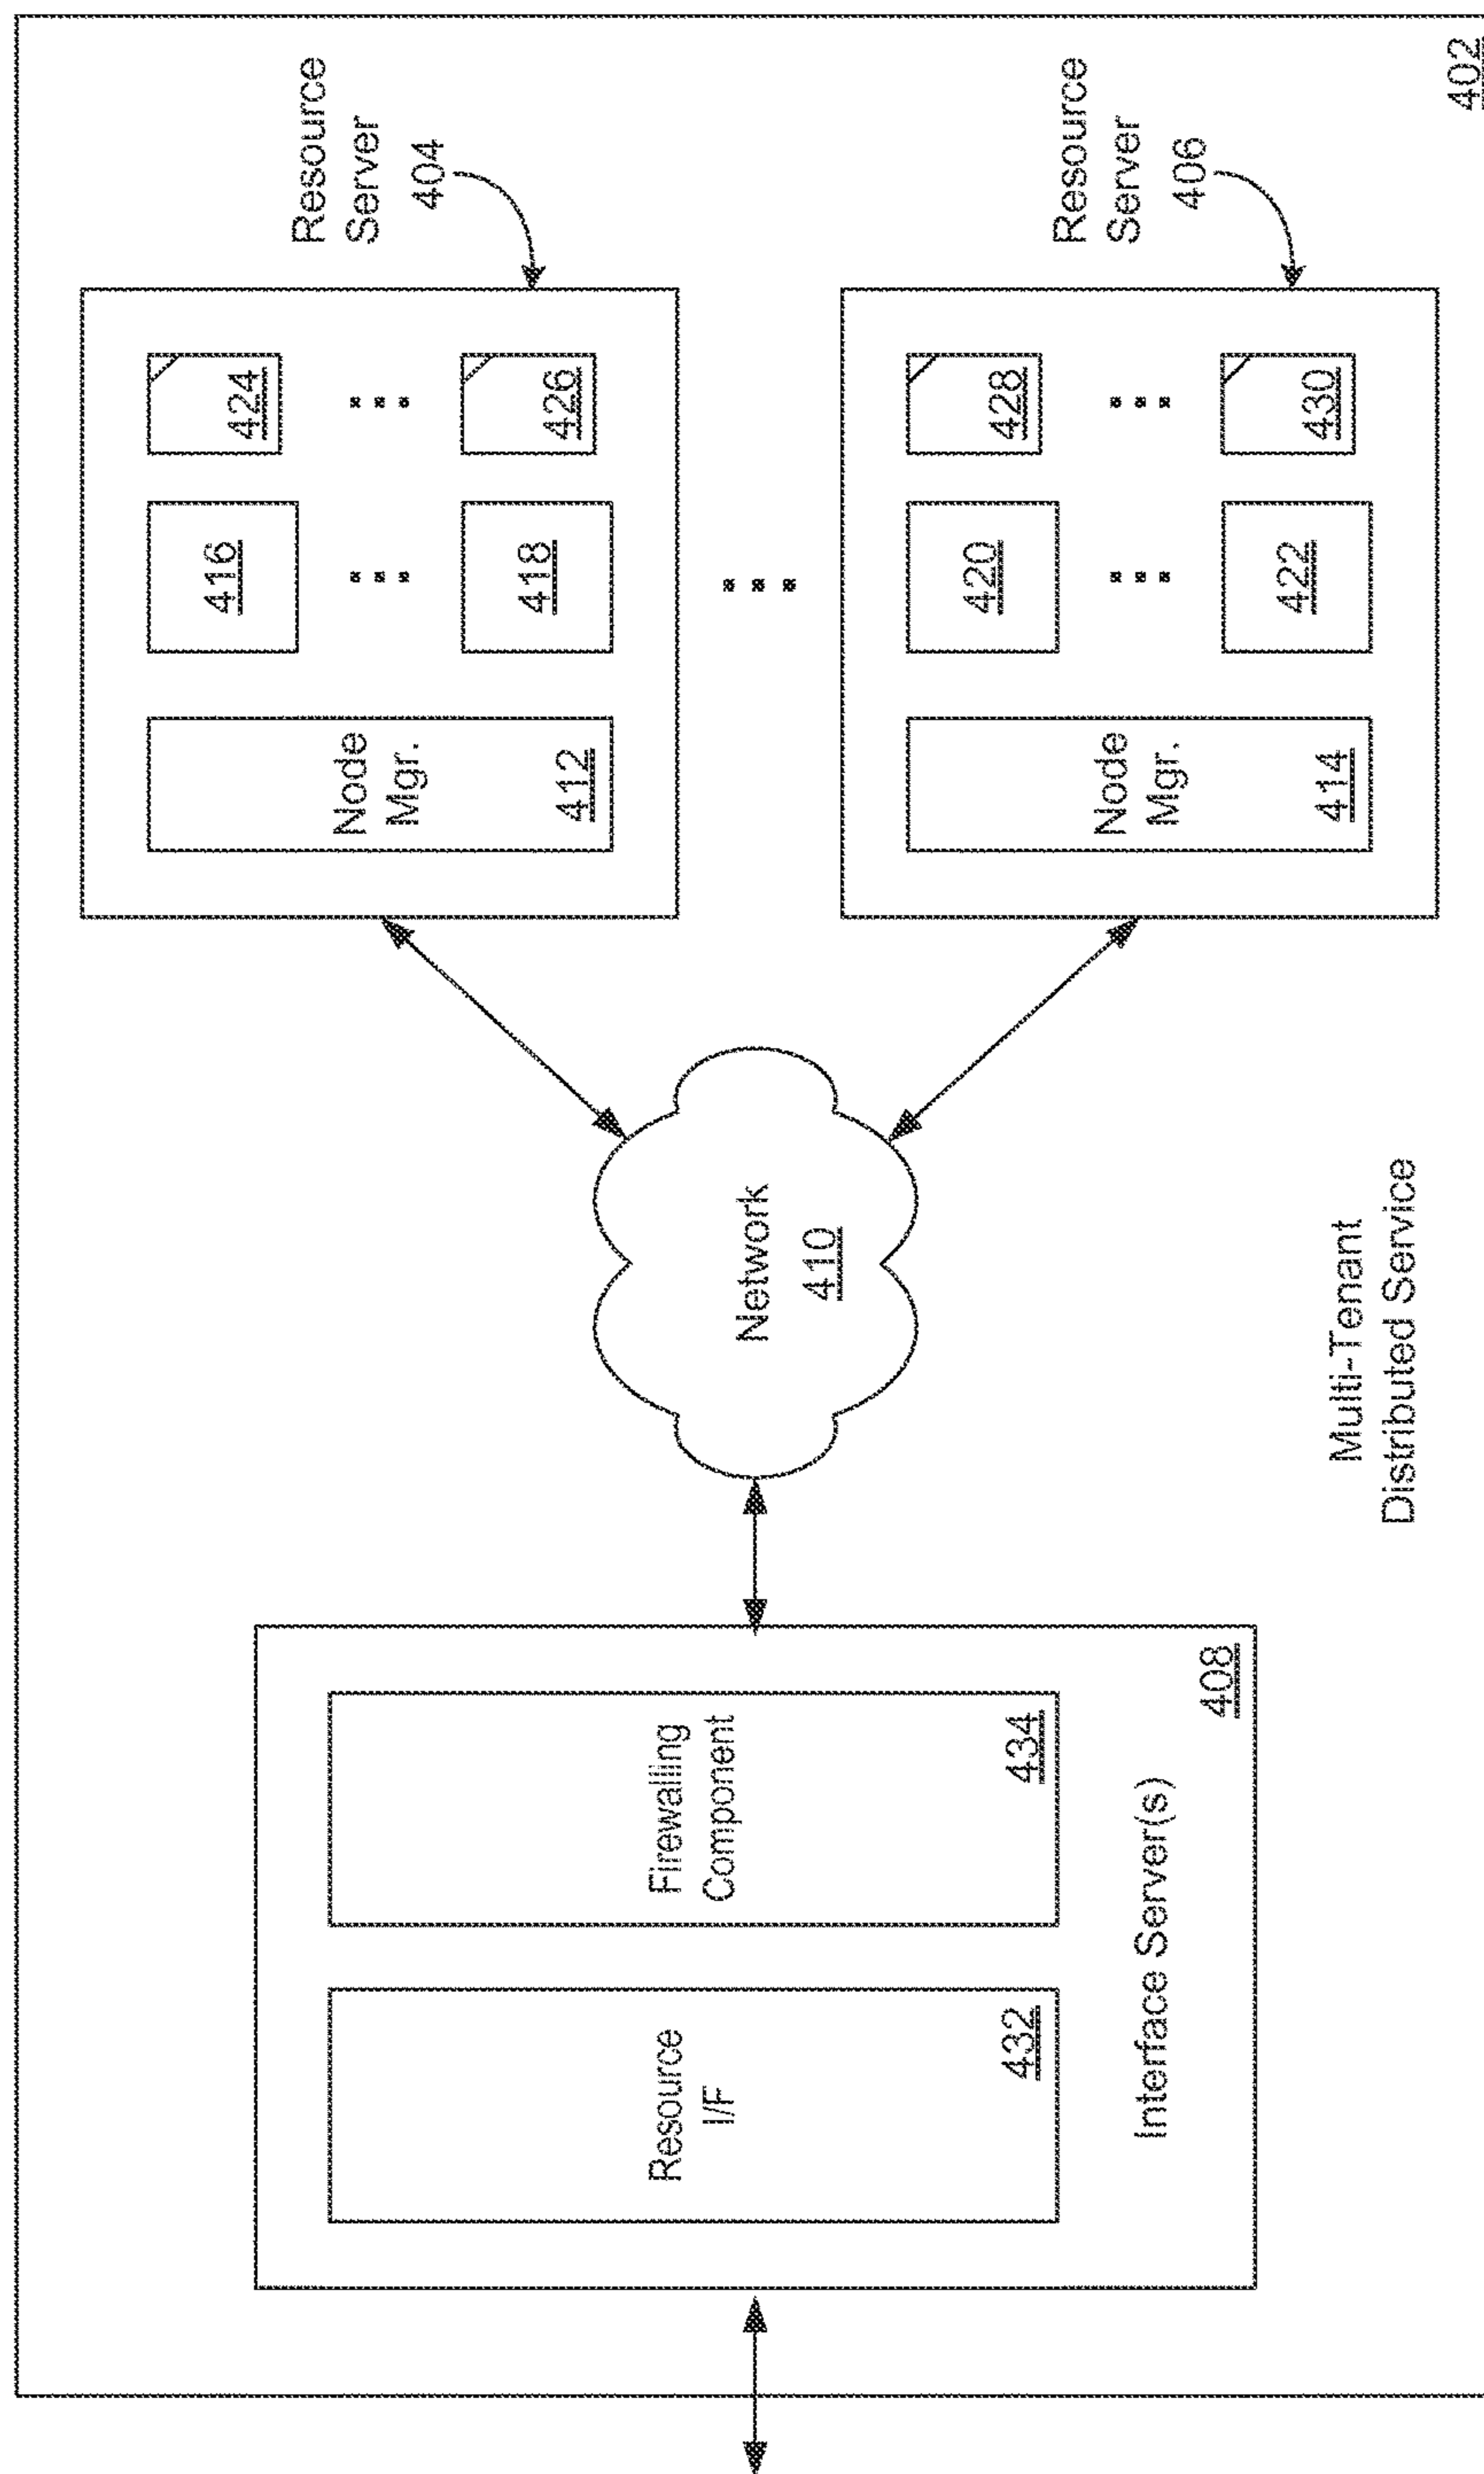 Resource
I/F
432
Firewalling
Component
434
Interface Server(s)
408
Network
410
Multi-Tenant
Distributed Service
Node
Mgr.
412
416
418
424
426
Resource
Server
404
Node
Mgr.
414
420
422
428
430
Resource
Server
406
402